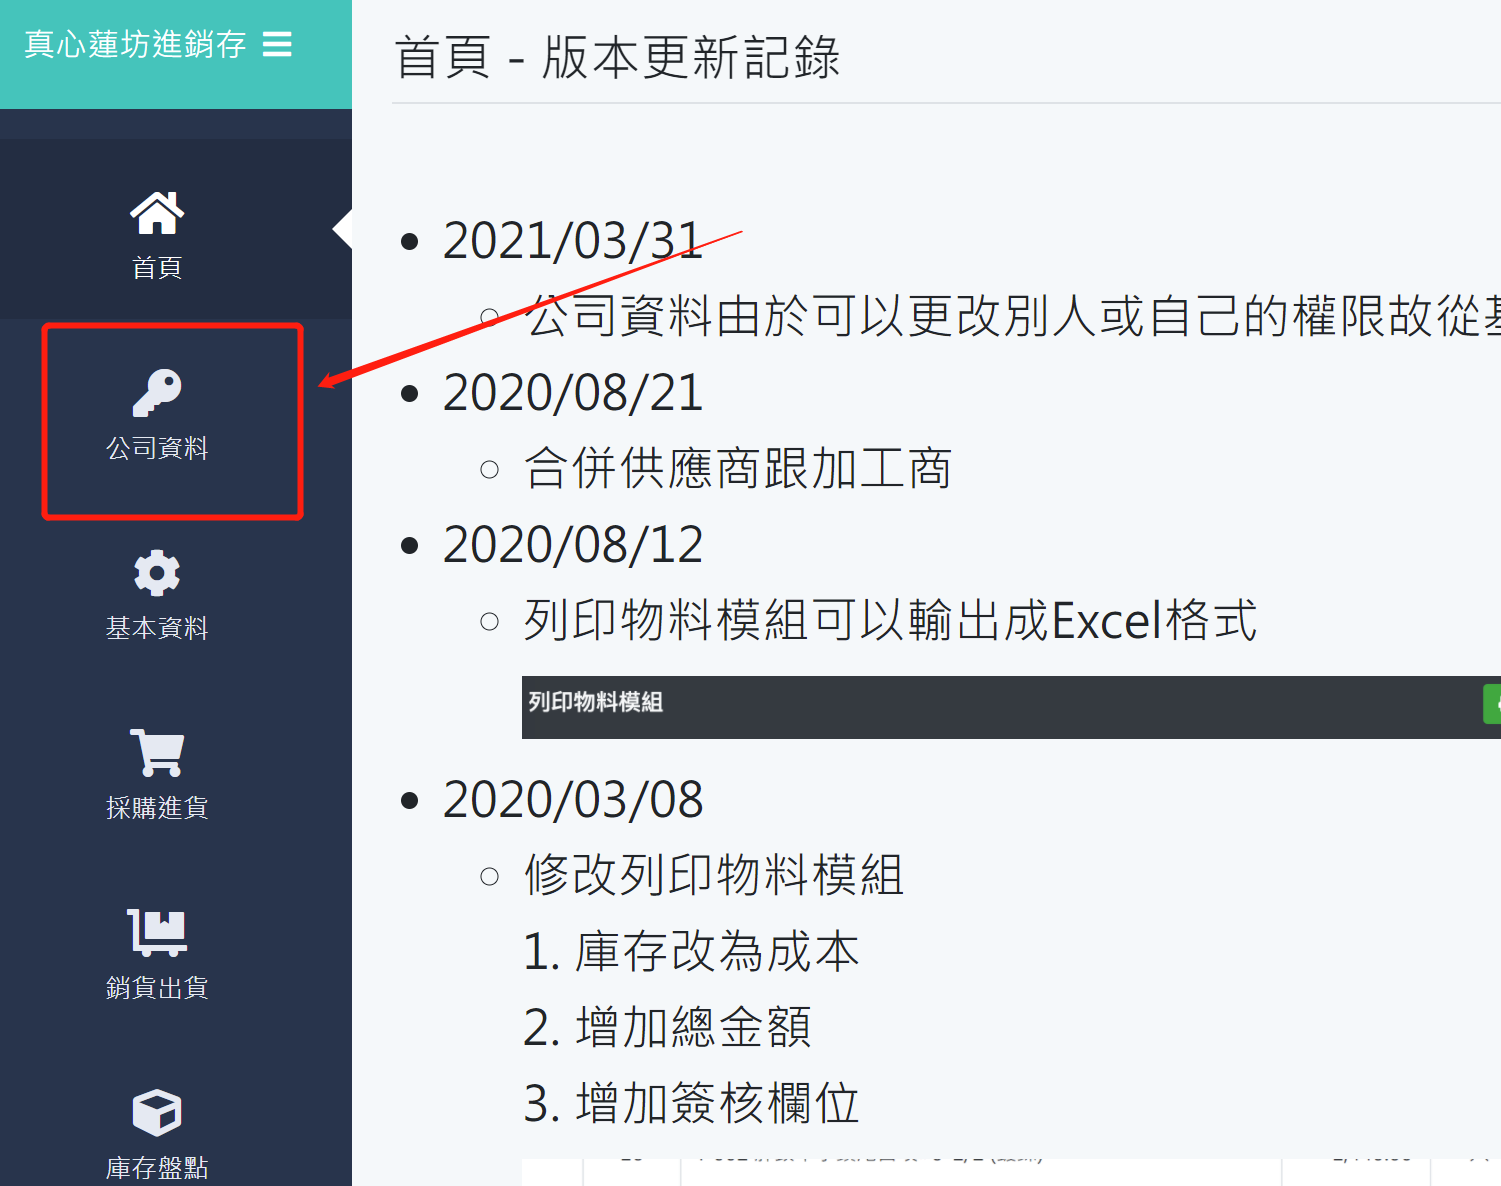 真心蓮坊進銷存
首頁
公司資料
基本資料
採購進貨
銷貨出貨
庫存盤點
首頁 - 版本更新記錄
2021/03/31
公司資料由於可以更改別人或自己的權限故從
2020/08/21
合併供應商跟加工商
2020/08/12
列印物料模組可以輸出成Excel格式
列印物料模組
2020/03/08
修改列印物料模組
1. 庫存改為成本
2. 增加總金額
3. 增加簽核欄位